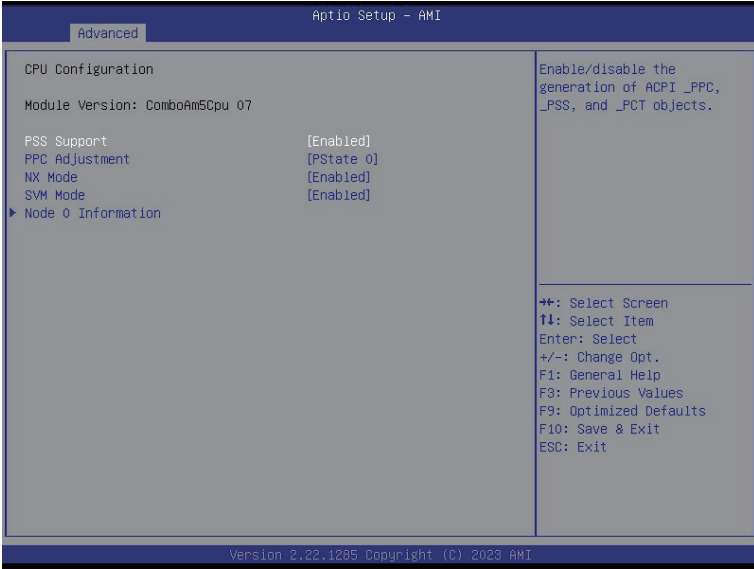 Aptio Setup – AMI
Advanced
CPU Configuration
Module Version: ComboAm5Cpu 07
PSS Support [Enabled]
PPC Adjustment [PState 0]
NX Mode [Enabled]
SVM Mode [Enabled]
Node 0 Information
Enable/disable the
generation of ACPI _PPC,
_PSS, and _PCT objects.
→←: Select Screen
↑↓: Select Item
Enter: Select
+/-: Change Opt.
F1: General Help
F3: Previous Values
F9: Optimized Defaults
F10: Save & Exit
ESC: Exit
Version 2.22.1285 Copyright (C) 2023 AMI